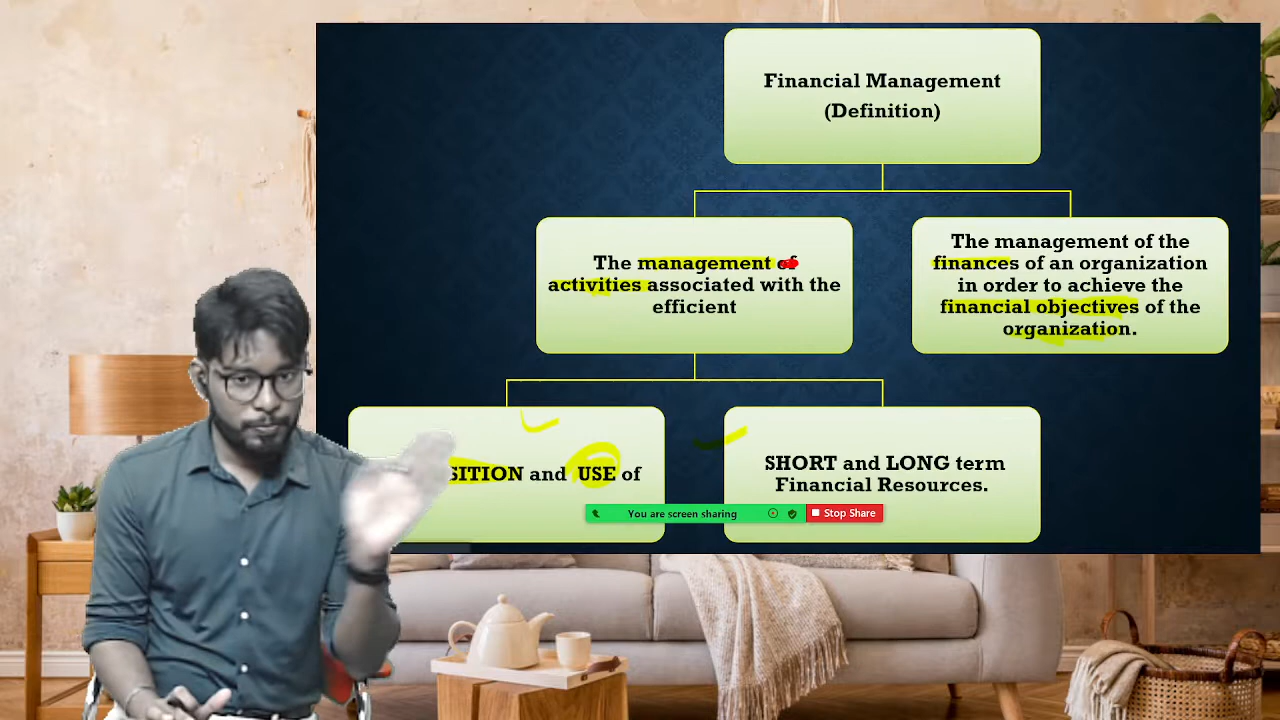 Financial Management
(Definition)
The management of
activities associated with the
efficient
The management of the
finances of an organization
in order to achieve the
financial objectives of the
organization.
SITION and USE of
SHORT and LONG term
Financial Resources.
You are screen sharing
Stop Share